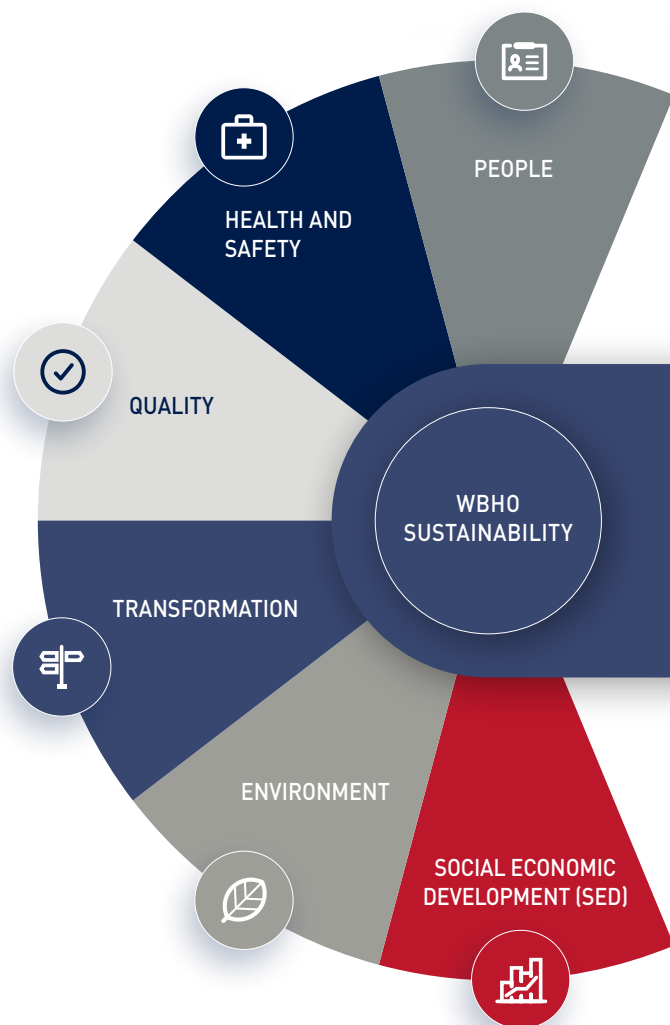 PEOPLE
HEALTH AND
SAFETY
QUALITY
WBHO
SUSTAINABILITY
TRANSFORMATION
ENVIRONMENT
SOCIAL ECONOMIC
DEVELOPMENT (SED)